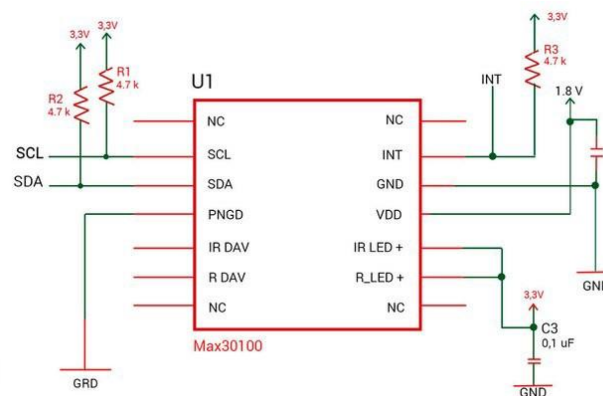 3,3V
3,3V
3,3V
R1
4.7 k
R2
4.7 k
R3
4.7 k
U1
INT
1.8 V
NC
NC
SCL
SCL
INT
SDA
SDA
GND
PNGD
VDD
IR DAV
IR LED +
R DAV
R_LED +
NC
NC
GND
3,3V
C3
0,1 uF
Max30100
GRD
GND